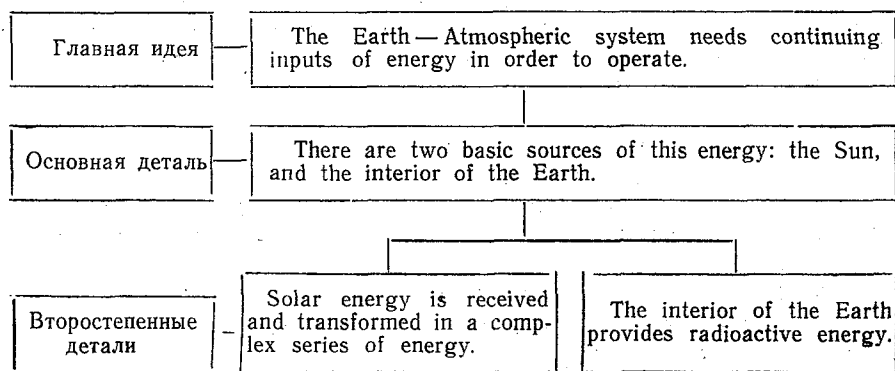 Главная идея
The Earth — Atmospheric system needs continuing
inputs of energy in order to operate.
Основная деталь
There are two basic sources of this energy: the Sun,
and the interior of the Earth.
Второстепенные
детали
Solar energy is received
and transformed in a comp-
lex series of energy.
The interior of the Earth
provides radioactive energy.